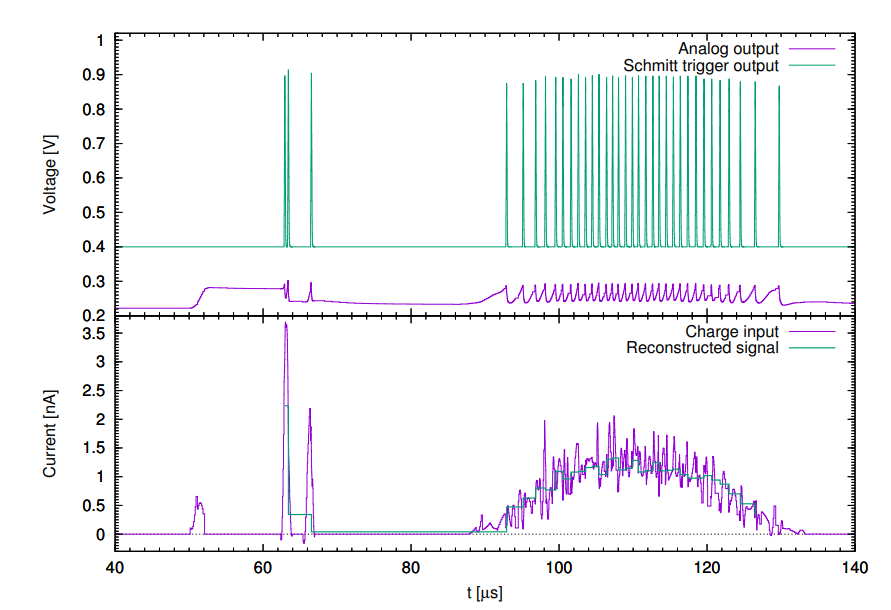 1
Analog output
0.9
Schmitt trigger output
0.8
0.7
Voltage [V]
0.6
0.5
0.4
0.3
0.2
3.5
Charge input
3
Reconstructed signal
2.5
2
Current [nA]
1.5
1
0.5
0
40 60 80 100 120 140
t [μs]